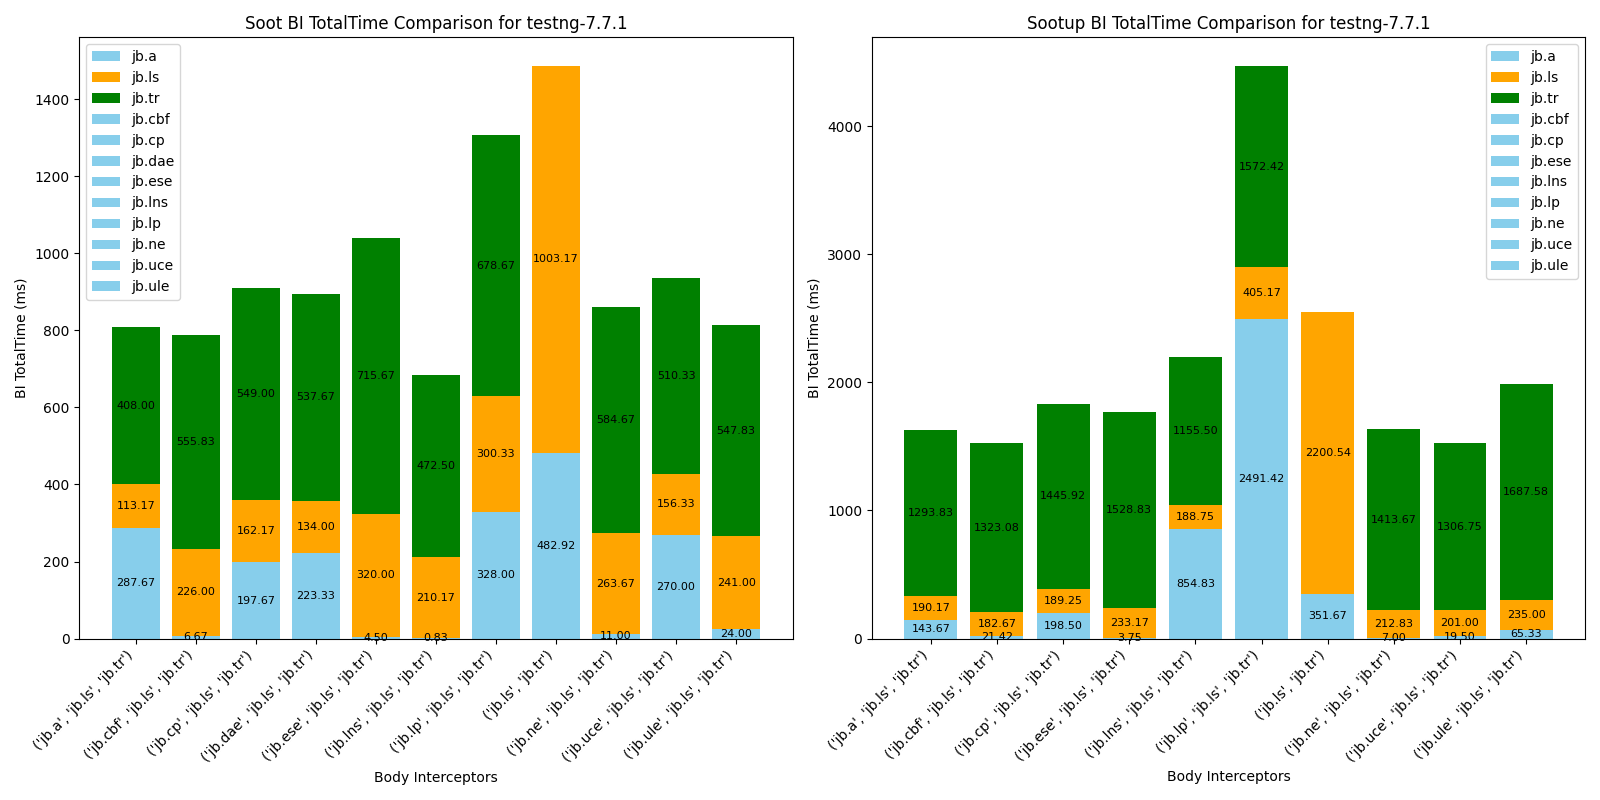 Soot BI TotalTime Comparison for testng-7.7.1
BI TotalTime (ms)
1400
1200
1000
800
600
400
200
0
jb.a
jb.ls
jb.tr
jb.cbf
jb.cp
jb.dae
jb.ese
jb.lns
jb.lp
jb.ne
jb.uce
jb.ule
408.00
113.17
287.67
555.83
226.00
6.67
549.00
162.17
197.67
537.67
134.00
223.33
715.67
320.00
4.50
472.50
210.17
0.83
678.67
300.33
328.00
1003.17
482.92
584.67
263.67
11.00
510.33
156.33
270.00
547.83
241.00
24.00
('jb.a', 'jb.ls', 'jb.tr')
('jb.cbf', 'jb.ls', 'jb.tr')
('jb.cp', 'jb.ls', 'jb.tr')
('jb.dae', 'jb.ls', 'jb.tr')
('jb.ese', 'jb.ls', 'jb.tr')
('jb.lns', 'jb.ls', 'jb.tr')
('jb.lp', 'jb.ls', 'jb.tr')
('jb.ls', 'jb.tr')
('jb.ne', 'jb.ls', 'jb.tr')
('jb.uce', 'jb.ls', 'jb.tr')
('jb.ule', 'jb.ls', 'jb.tr')
Body Interceptors
Sootup BI TotalTime Comparison for testng-7.7.1
BI TotalTime (ms)
4000
3000
2000
1000
0
jb.a
jb.ls
jb.tr
jb.cbf
jb.cp
jb.ese
jb.lns
jb.lp
jb.ne
jb.uce
jb.ule
1293.83
190.17
143.67
1323.08
182.67
21.42
1445.92
189.25
198.50
1528.83
233.17
3.75
1155.50
188.75
854.83
1572.42
405.17
2491.42
2200.54
351.67
1413.67
212.83
7.00
1306.75
201.00
19.50
1687.58
235.00
65.33
('jb.a', 'jb.ls', 'jb.tr')
('jb.cbf', 'jb.ls', 'jb.tr')
('jb.cp', 'jb.ls', 'jb.tr')
('jb.ese', 'jb.ls', 'jb.tr')
('jb.lns', 'jb.ls', 'jb.tr')
('jb.lp', 'jb.ls', 'jb.tr')
('jb.ls', 'jb.tr')
('jb.ne', 'jb.ls', 'jb.tr')
('jb.uce', 'jb.ls', 'jb.tr')
('jb.ule', 'jb.ls', 'jb.tr')
Body Interceptors